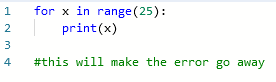 1 for x in range(25):
2     print(x)
3
4 #this will make the error go away